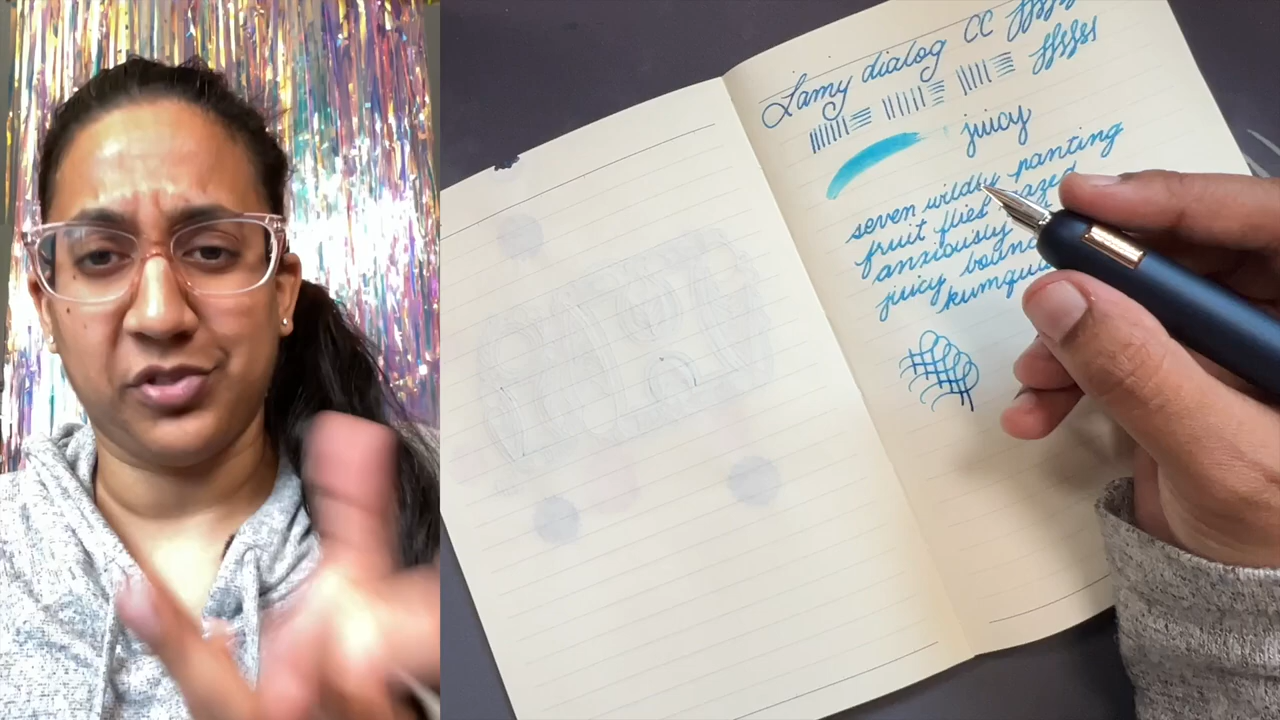 Lamy dialog CC
juicy
seven wildly panting
fruit flies
anxiously
juicy